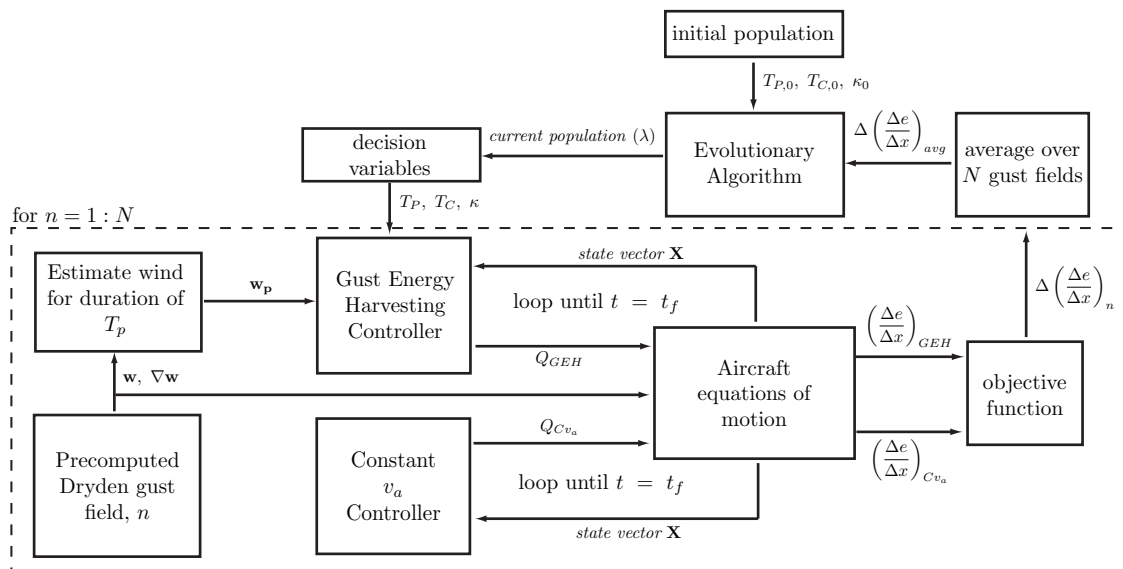 initial population
T_{P,0}, T_{C,0}, κ_0
decision
variables
current population (λ)
Evolutionary
Algorithm
Δ(Δe/Δx)_{avg}
average over
N gust fields
T_P, T_C, κ
for n = 1 : N
Estimate wind
for duration of
T_p
w_p
Gust Energy
Harvesting
Controller
state vector X
loop until t = t_f
Q_{GEH}
w, ∇w
Aircraft
equations of
motion
(Δe/Δx)_{GEH}
(Δe/Δx)_{Cv_a}
objective
function
Δ(Δe/Δx)_n
Precomputed
Dryden gust
field, n
Constant
v_a
Controller
Q_{Cv_a}
loop until t = t_f
state vector X